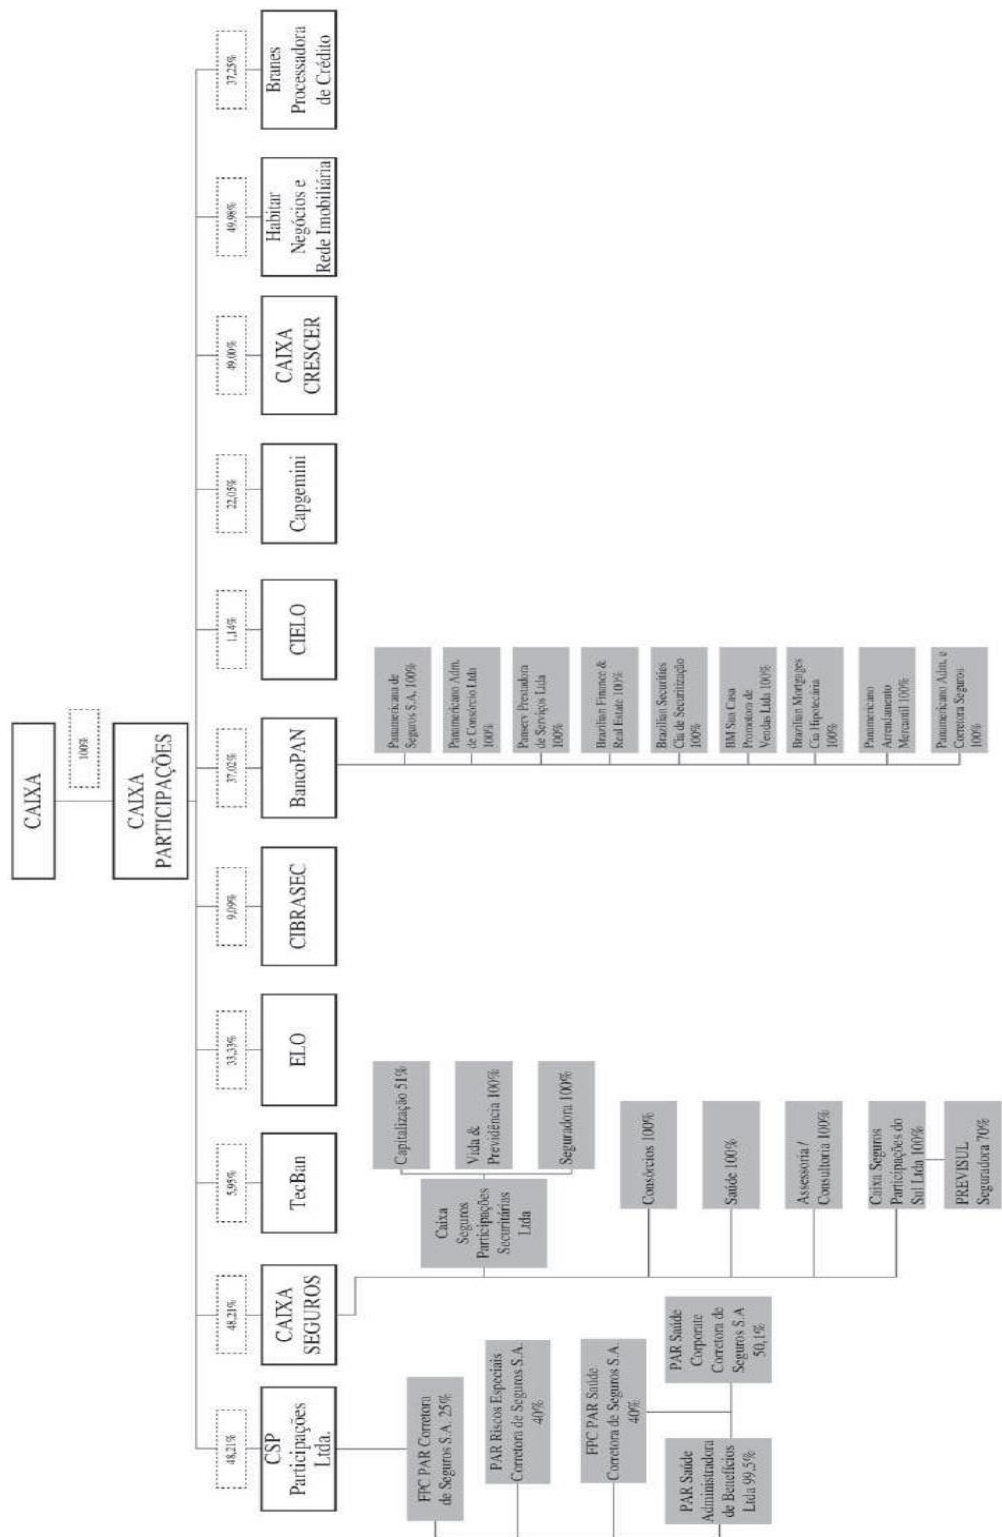 CAIXA
100%
CAIXA
PARTICIPAÇÕES
48,21%
CSP
Participações
Ltda.
48,21%
CAIXA
SEGUROS
5,95%
TecBan
33,33%
ELO
9,09%
CIBRASEC
37,02%
BancoPAN
1,14%
CIELO
22,05%
Capgemini
49,00%
CAIXA
CRESCER
49,98%
Habitar
Negócios e
Rede Imobiliária
37,25%
Branes
Processadora
de Crédito
FPC PAR Corretora
de Seguros S.A. 25%
PAR Riscos Especiais
Corretora de Seguros S.A.
40%
FPC PAR Saúde
Corretora de Seguros S.A.
40%
PAR Saúde
Administradora
de Benefícios
Ltda 99,5%
PAR Saúde
Corporate
Corretora de
Seguros S.A
50,1%
Caixa
Seguros
Participações
Securitárias
Ltda
Capitalização 51%
Vida &
Previdência 100%
Seguradora 100%
Consórcios 100%
Saúde 100%
Assessoria /
Consultoria 100%
Caixa Seguros
Participações do
Sul Ltda 100%
PREVISUL
Seguradora 70%
Panamericana de
Seguros S.A. 100%
Panamericano Adm.
de Consórcio Ltda
100%
Panserv Prestadora
de Serviços Ltda
100%
Brazilian Finance &
Real Estate 100%
Brazilian Securities
Cia de Securitização
100%
BM Sua Casa
Promotora de
Vendas Ltda 100%
Brazilian Mortgages
Cia Hipotecária
100%
Panamericano
Arrendamento
Mercantil 100%
Panamericano Adm. e
Corretora Seguros
100%